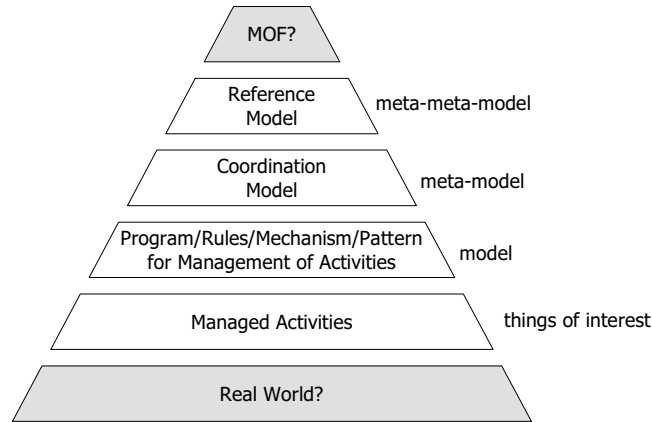 MOF?
Reference
Model
meta-meta-model
Coordination
Model
meta-model
Program/Rules/Mechanism/Pattern
for Management of Activities
model
Managed Activities
things of interest
Real World?